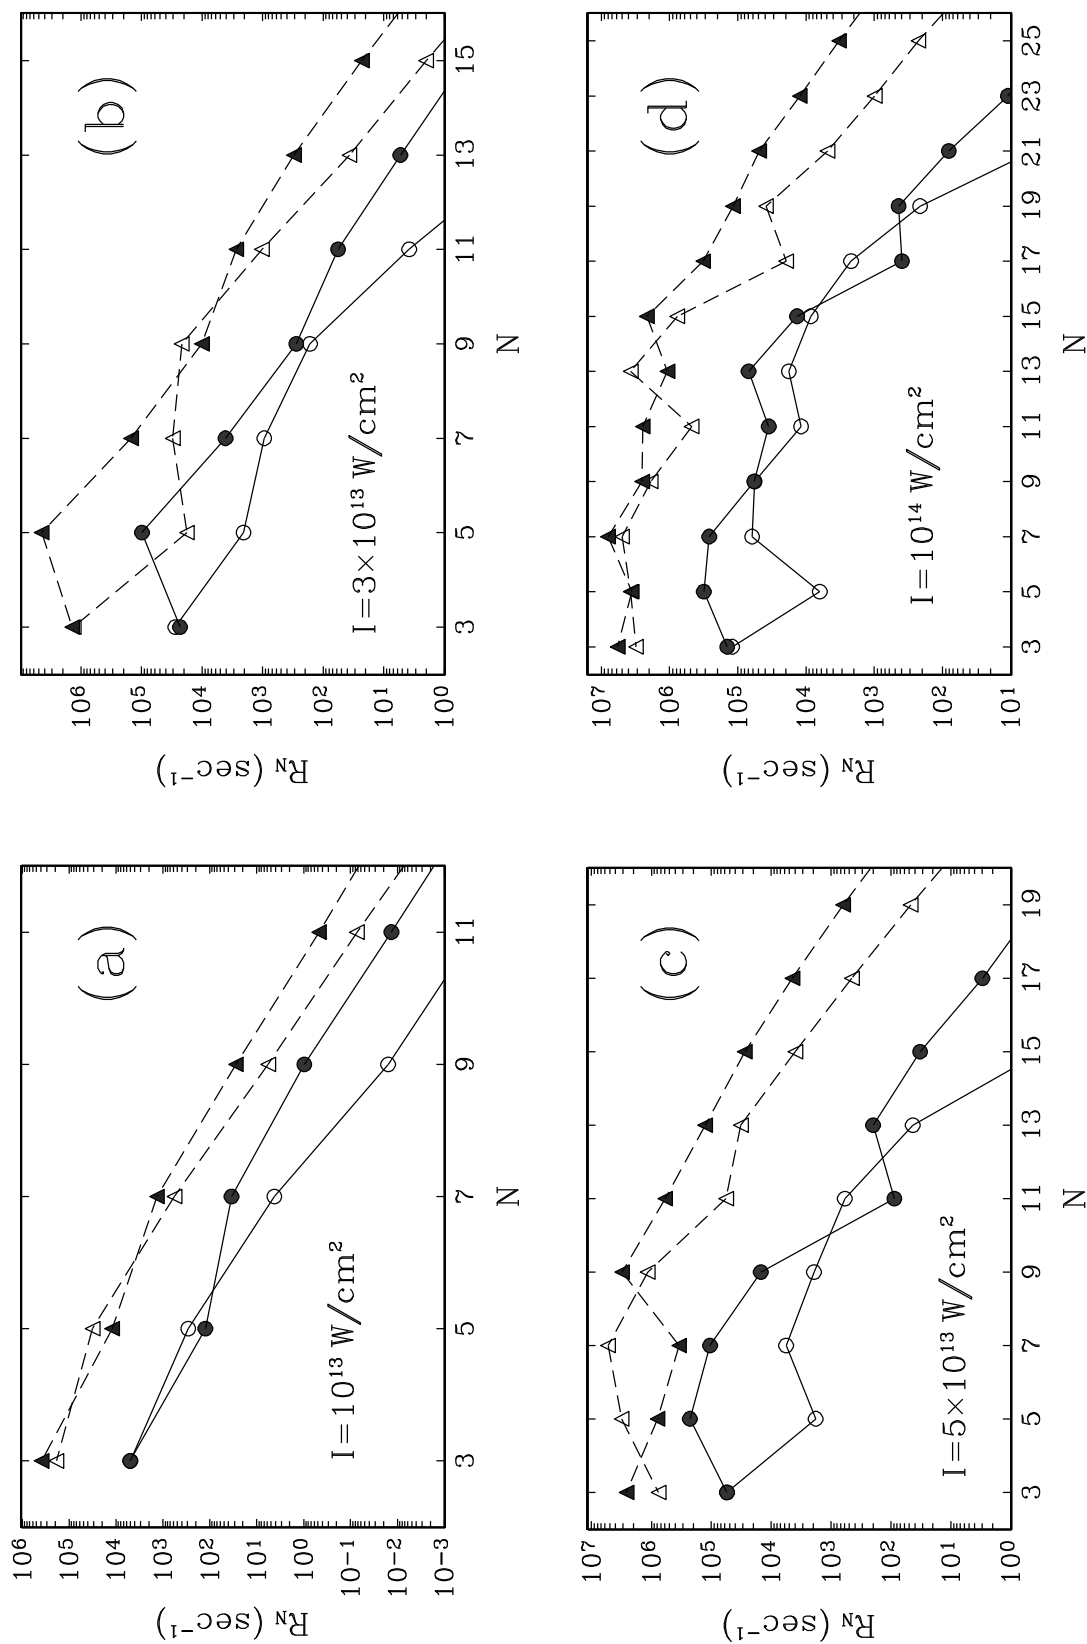 (a)
I=10¹³ W/cm²
R_N (sec⁻¹)
10⁶
10⁵
10⁴
10³
10²
10¹
10⁰
10⁻¹
10⁻²
10⁻³
3 5 7 9 11
N
(b)
I=3×10¹³ W/cm²
R_N (sec⁻¹)
10⁶
10⁵
10⁴
10³
10²
10¹
10⁰
3 5 7 9 11 13 15
N
(c)
I=5×10¹³ W/cm²
R_N (sec⁻¹)
10⁷
10⁶
10⁵
10⁴
10³
10²
10¹
10⁰
3 5 7 9 11 13 15 17 19
N
(d)
I=10¹⁴ W/cm²
R_N (sec⁻¹)
10⁷
10⁶
10⁵
10⁴
10³
10²
10¹
3 5 7 9 11 13 15 17 19 21 23 25
N